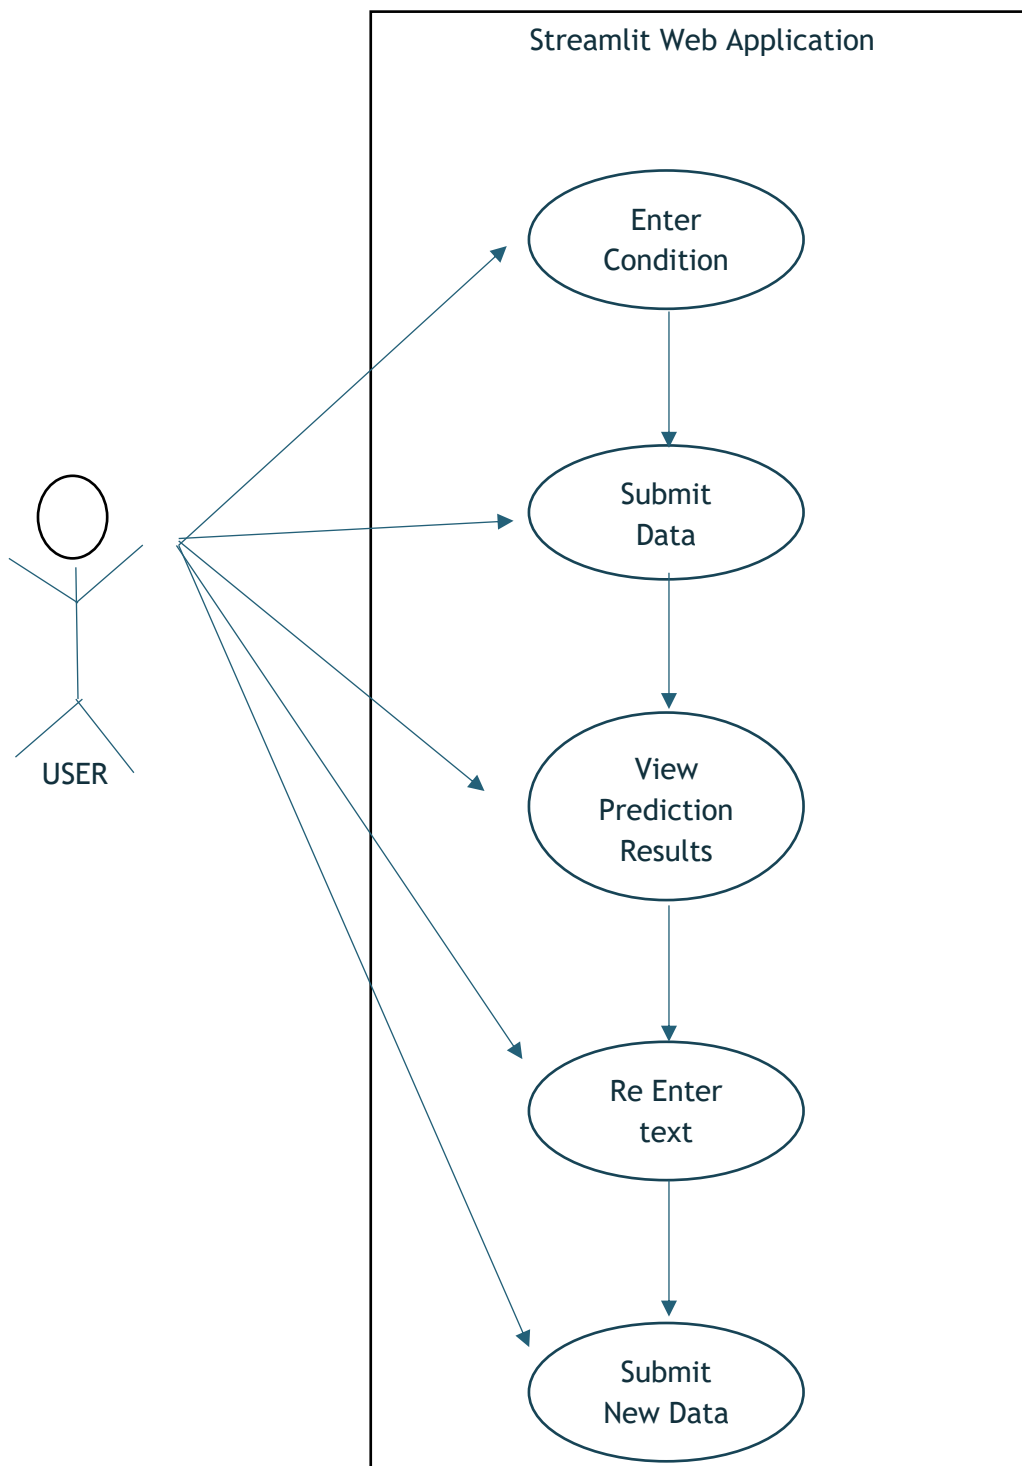 Streamlit Web Application
Enter
Condition
Submit
Data
USER
View
Prediction
Results
Re Enter
text
Submit
New Data